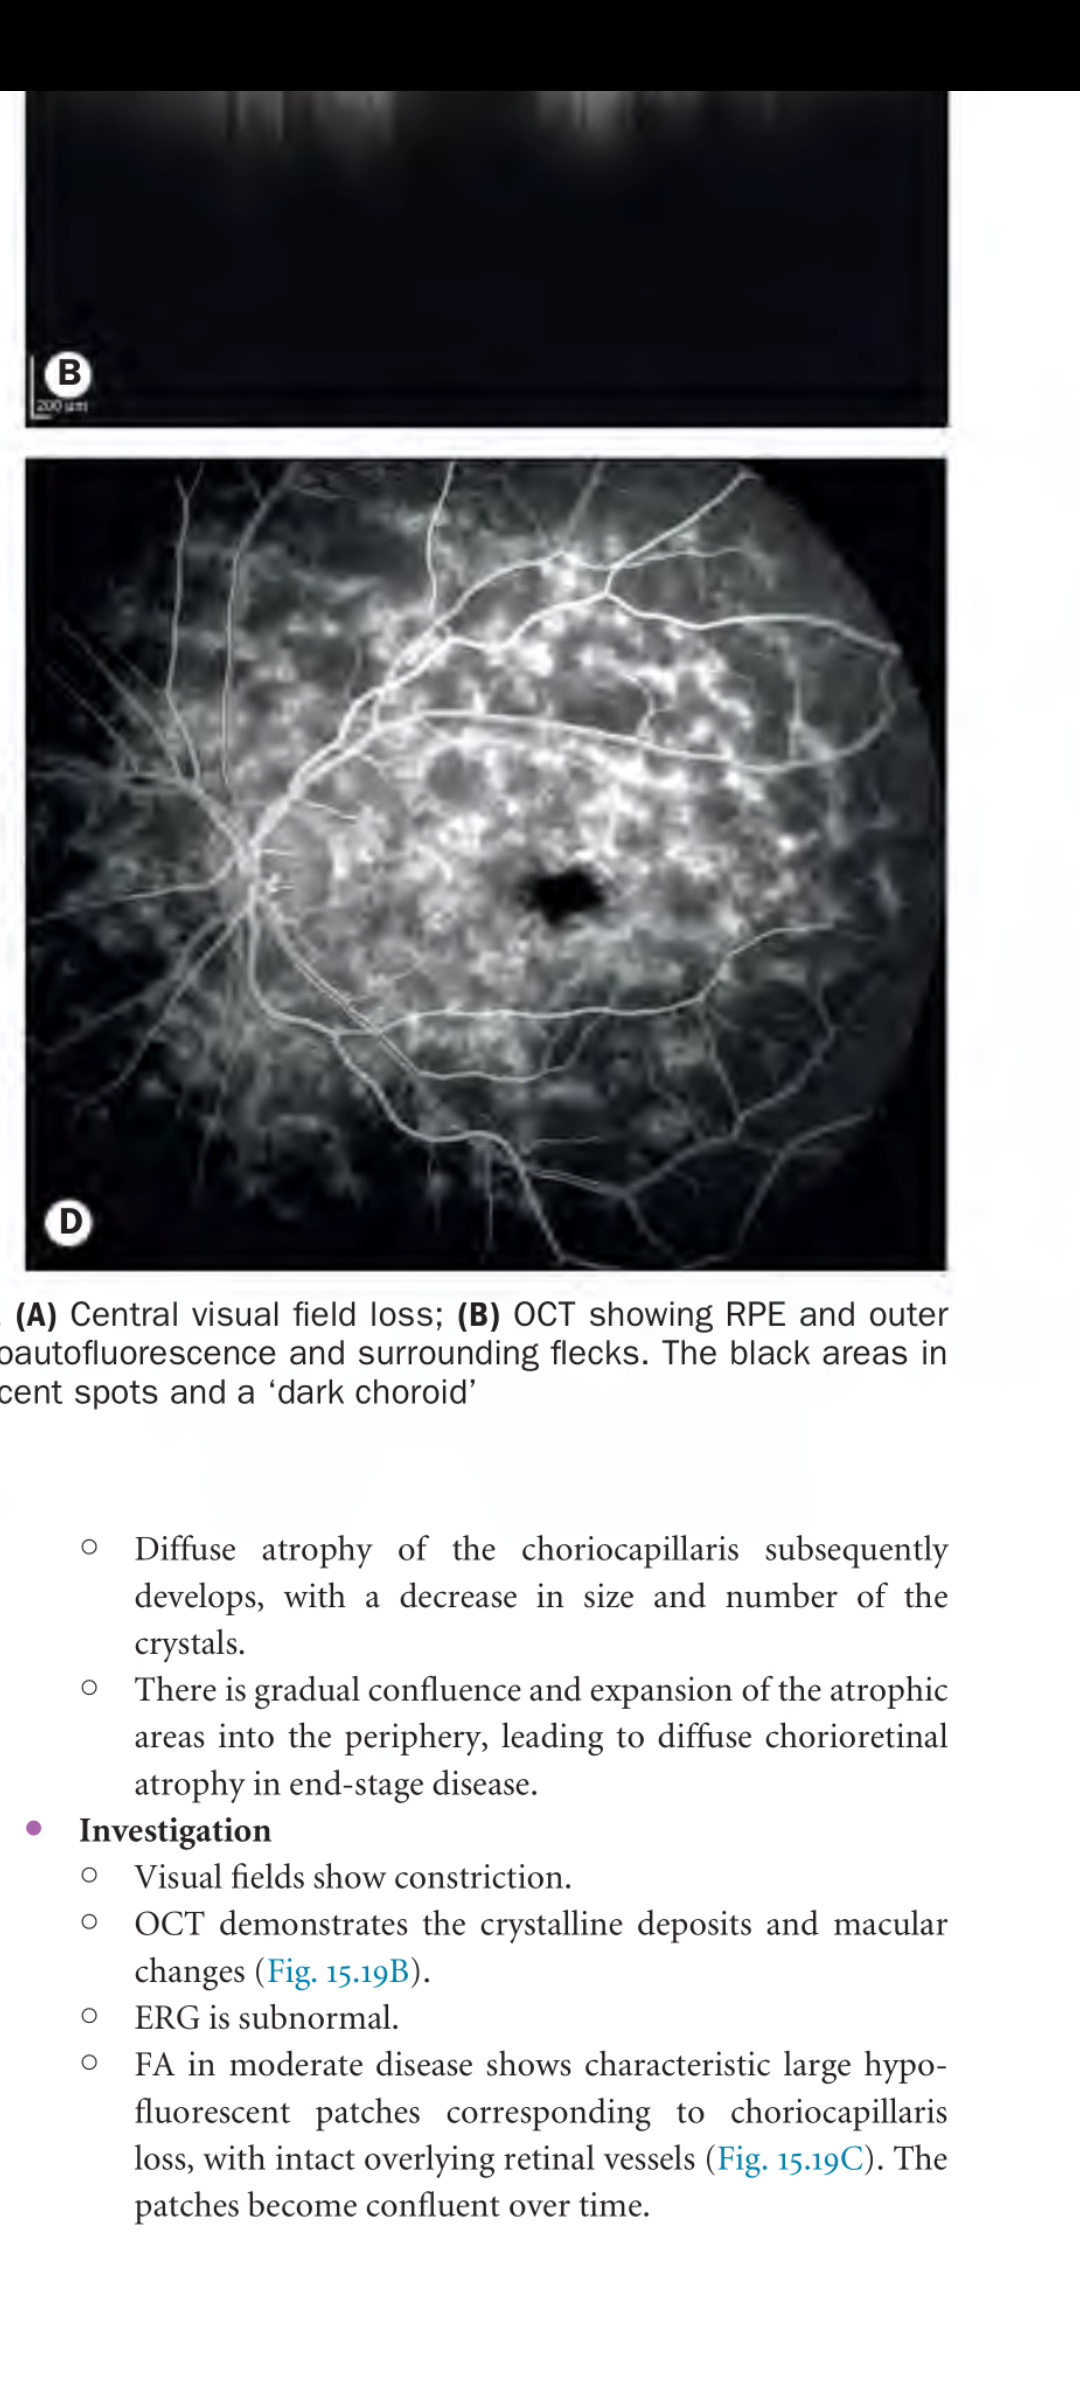 B
200 µm
D
(A) Central visual field loss; (B) OCT showing RPE and outer
oautofluorescence and surrounding flecks. The black areas in
cent spots and a ‘dark choroid’
○ Diffuse atrophy of the choriocapillaris subsequently
develops, with a decrease in size and number of the
crystals.
○ There is gradual confluence and expansion of the atrophic
areas into the periphery, leading to diffuse chorioretinal
atrophy in end-stage disease.
• Investigation
○ Visual fields show constriction.
○ OCT demonstrates the crystalline deposits and macular
changes (Fig. 15.19B).
○ ERG is subnormal.
○ FA in moderate disease shows characteristic large hypo-
fluorescent patches corresponding to choriocapillaris
loss, with intact overlying retinal vessels (Fig. 15.19C). The
patches become confluent over time.